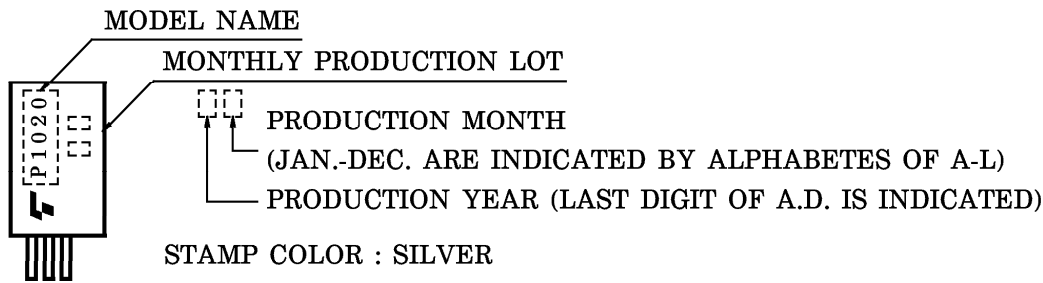 MODEL NAME
MONTHLY PRODUCTION LOT
P1020
PRODUCTION MONTH
(JAN.-DEC. ARE INDICATED BY ALPHABETES OF A-L)
PRODUCTION YEAR (LAST DIGIT OF A.D. IS INDICATED)
STAMP COLOR : SILVER